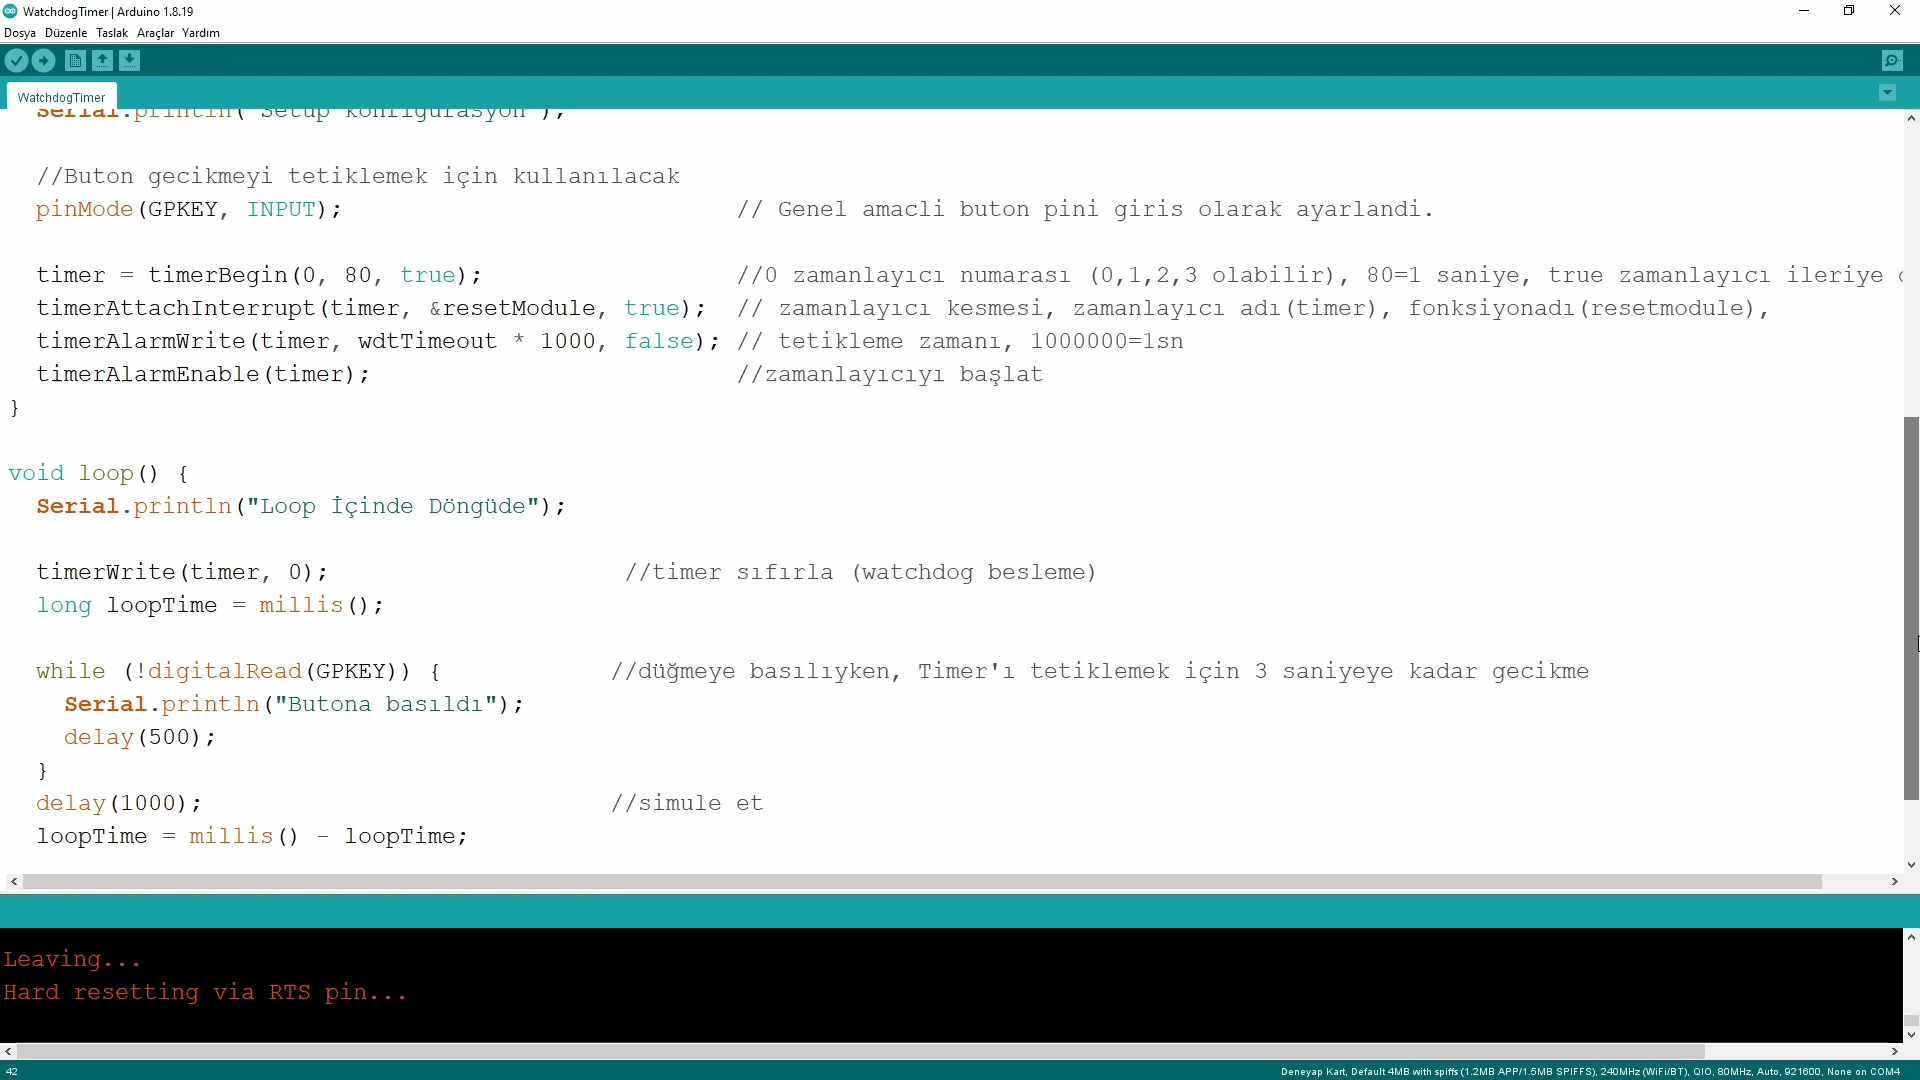 WatchdogTimer | Arduino 1.8.19
Dosya Düzenle Taslak Araçlar Yardım
WatchdogTimer
Serial.println("Setup konfigurasyon");
//Buton gecikmeyi tetiklemek için kullanılacak
pinMode(GPKEY, INPUT); // Genel amacli buton pini giris olarak ayarlandi.
timer = timerBegin(0, 80, true); //0 zamanlayıcı numarası (0,1,2,3 olabilir), 80=1 saniye, true zamanlayıcı ileriye
timerAttachInterrupt(timer, &resetModule, true); // zamanlayıcı kesmesi, zamanlayıcı adı(timer), fonksiyonadı(resetmodule),
timerAlarmWrite(timer, wdtTimeout * 1000, false); // tetikleme zamanı, 1000000=1sn
timerAlarmEnable(timer); //zamanlayıcıyı başlat
}
void loop() {
Serial.println("Loop İçinde Döngüde");
timerWrite(timer, 0); //timer sıfırla (watchdog besleme)
long loopTime = millis();
while (!digitalRead(GPKEY)) { //düğmeye basılıyken, Timer'ı tetiklemek için 3 saniyeye kadar gecikme
Serial.println("Butona basıldı");
delay(500);
}
delay(1000); //simule et
loopTime = millis() - loopTime;
Leaving...
Hard resetting via RTS pin...
42 Deneyap Kart, Default 4MB with spiffs (1.2MB APP/1.5MB SPIFFS), 240MHz (WiFi/BT), QIO, 80MHz, Auto, 921600, None on COM4